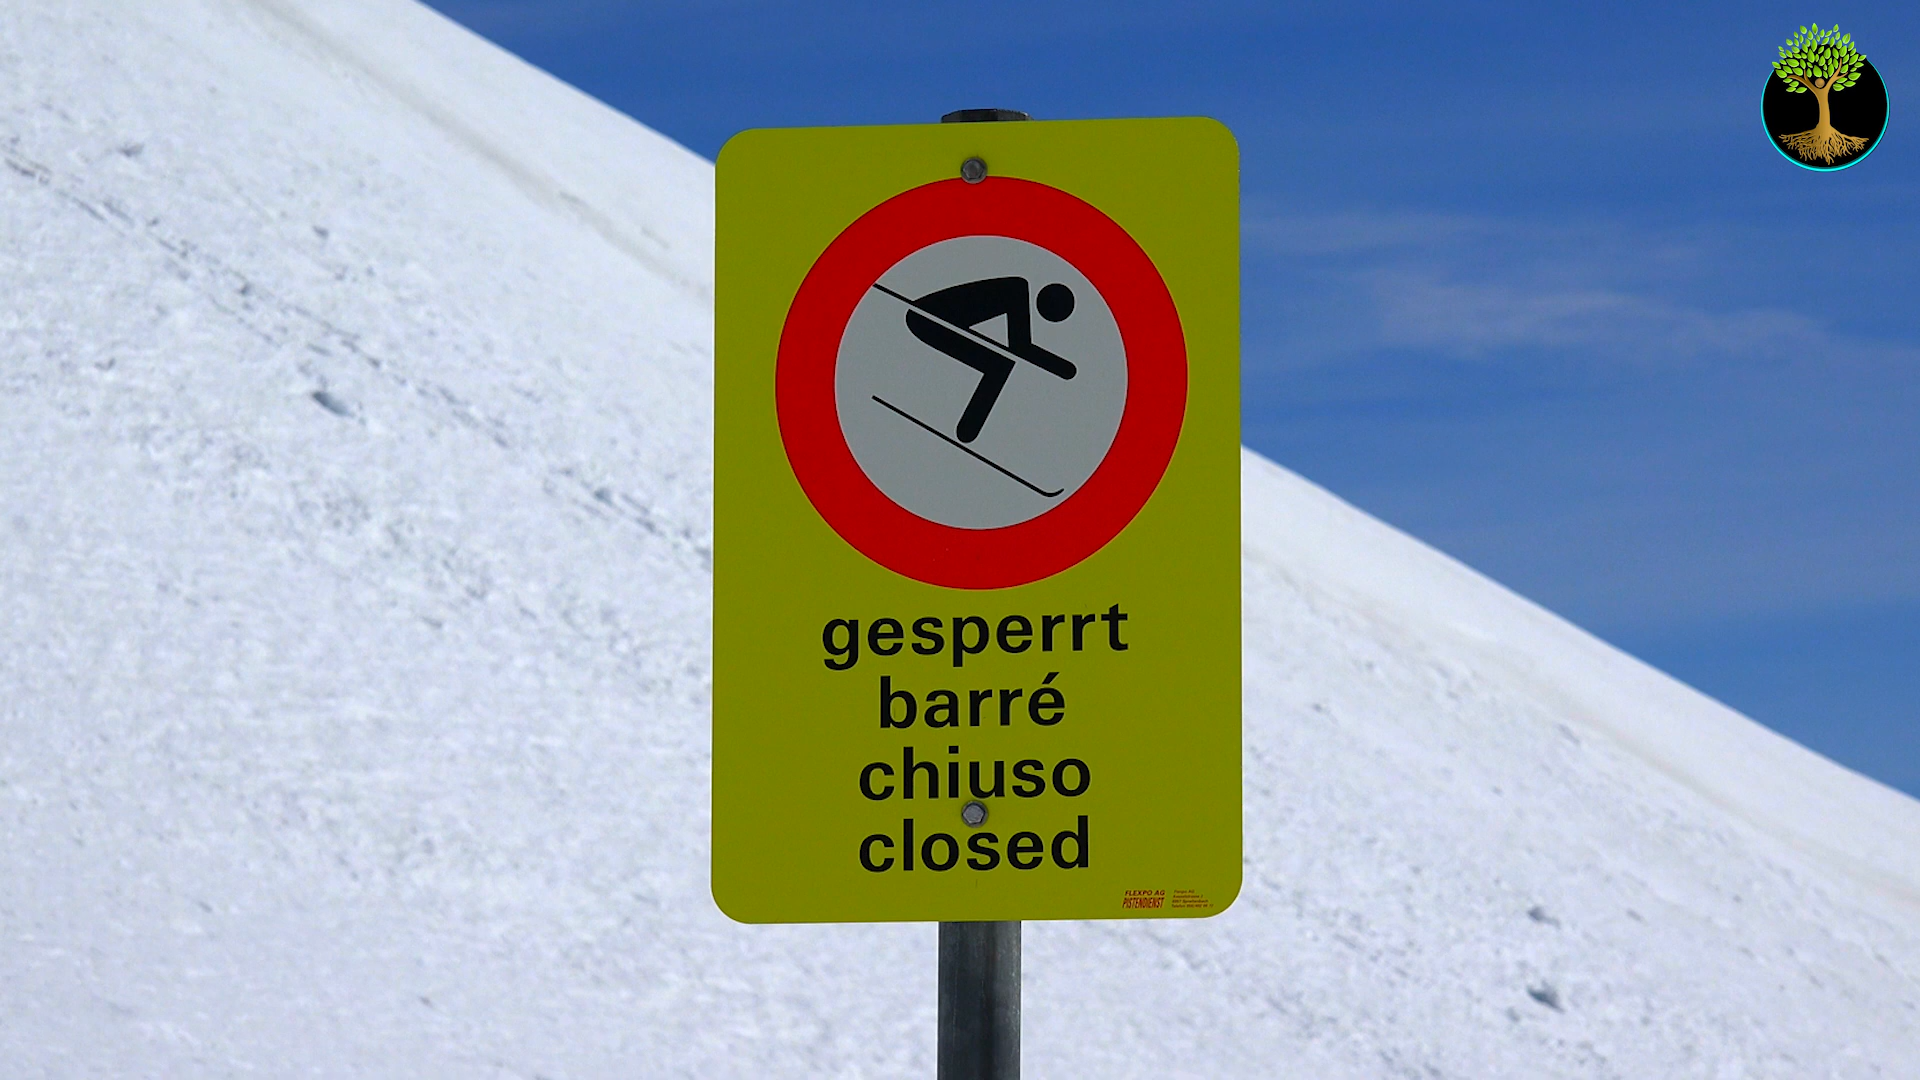 gesperrt
barré
chiuso
closed
FLEXPO AG
PISTENDIENST